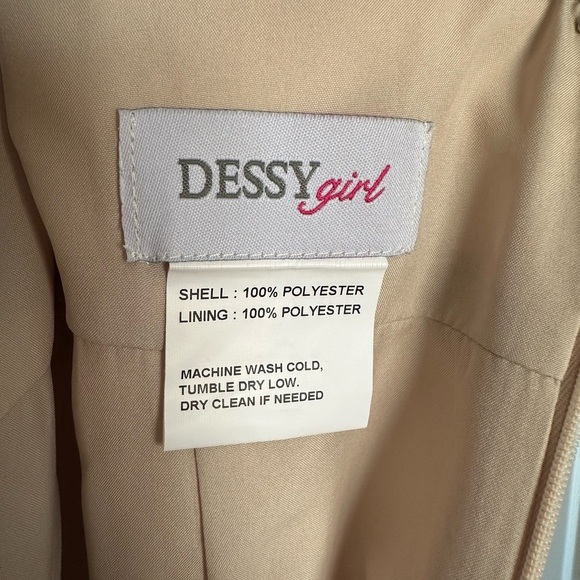 DESSY girl
SHELL : 100% POLYESTER
LINING : 100% POLYESTER
MACHINE WASH COLD,
TUMBLE DRY LOW.
DRY CLEAN IF NEEDED